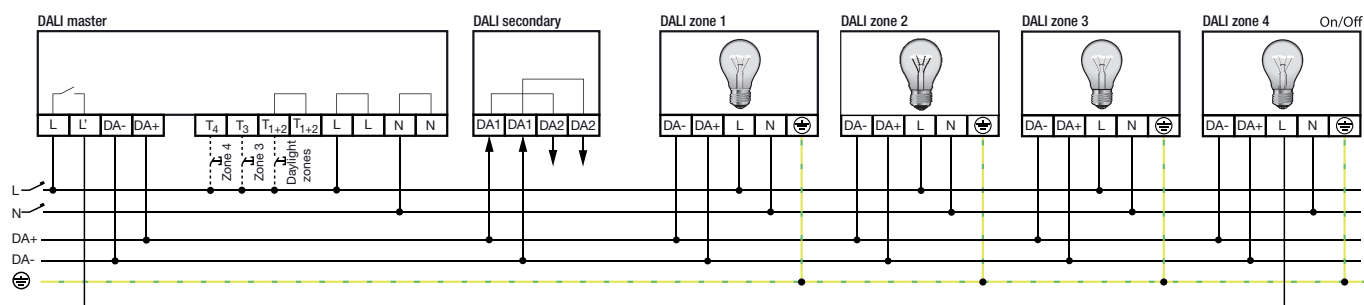 DALI master
DALI secondary
DALI zone 1
DALI zone 2
DALI zone 3
DALI zone 4
On/Off
L L' DA- DA+ T4 T3 T1+2 T1+2 L L N N
DA1 DA1 DA2 DA2
DA- DA+ L N
DA- DA+ L N
DA- DA+ L N
DA- DA+ L N
Zone 4
Zone 3
Daylight
zones
L
N
DA+
DA-